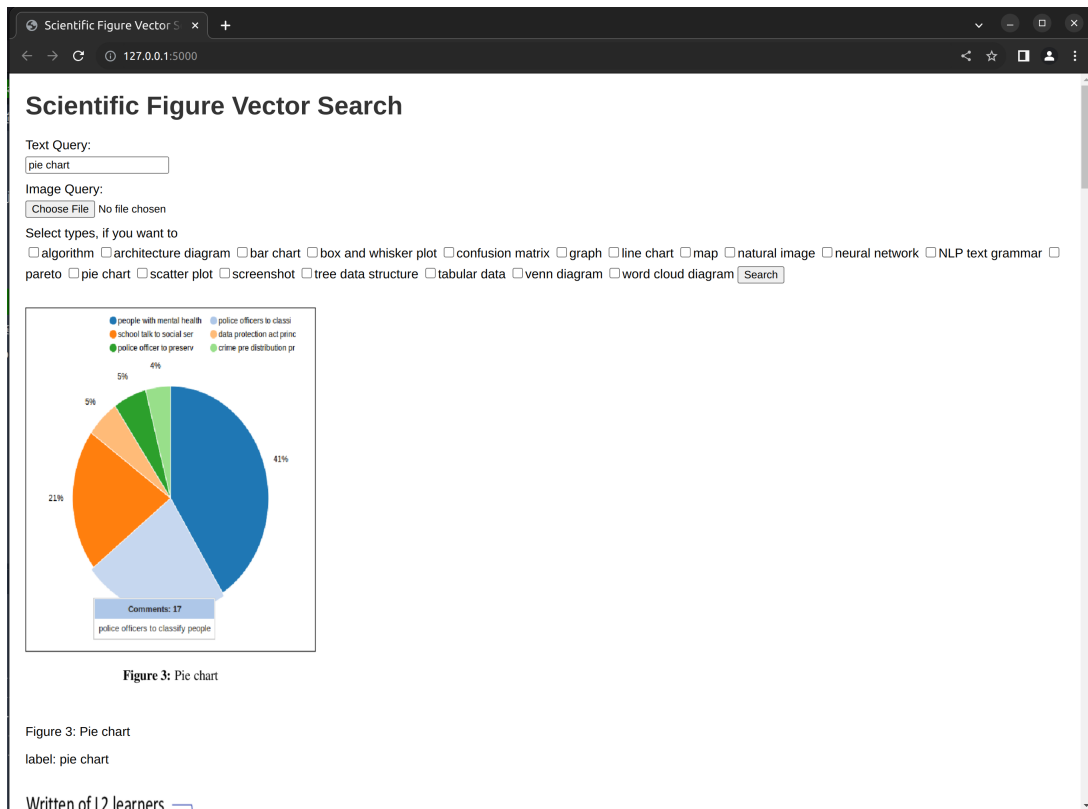 Scientific Figure Vector S
127.0.0.1:5000
Scientific Figure Vector Search
Text Query:
pie chart
Image Query:
Choose File No file chosen
Select types, if you want to
algorithm architecture diagram bar chart box and whisker plot confusion matrix graph line chart map natural image neural network NLP text grammar
pareto pie chart scatter plot screenshot tree data structure tabular data venn diagram word cloud diagram Search
people with mental health police officers to classi
school talk to social ser data protection act princ
police officer to preserv crime pre distribution pr
4%
5%
5%
41%
21%
Comments: 17
police officers to classify people
Figure 3: Pie chart
Figure 3: Pie chart
label: pie chart
Written of L2 learners